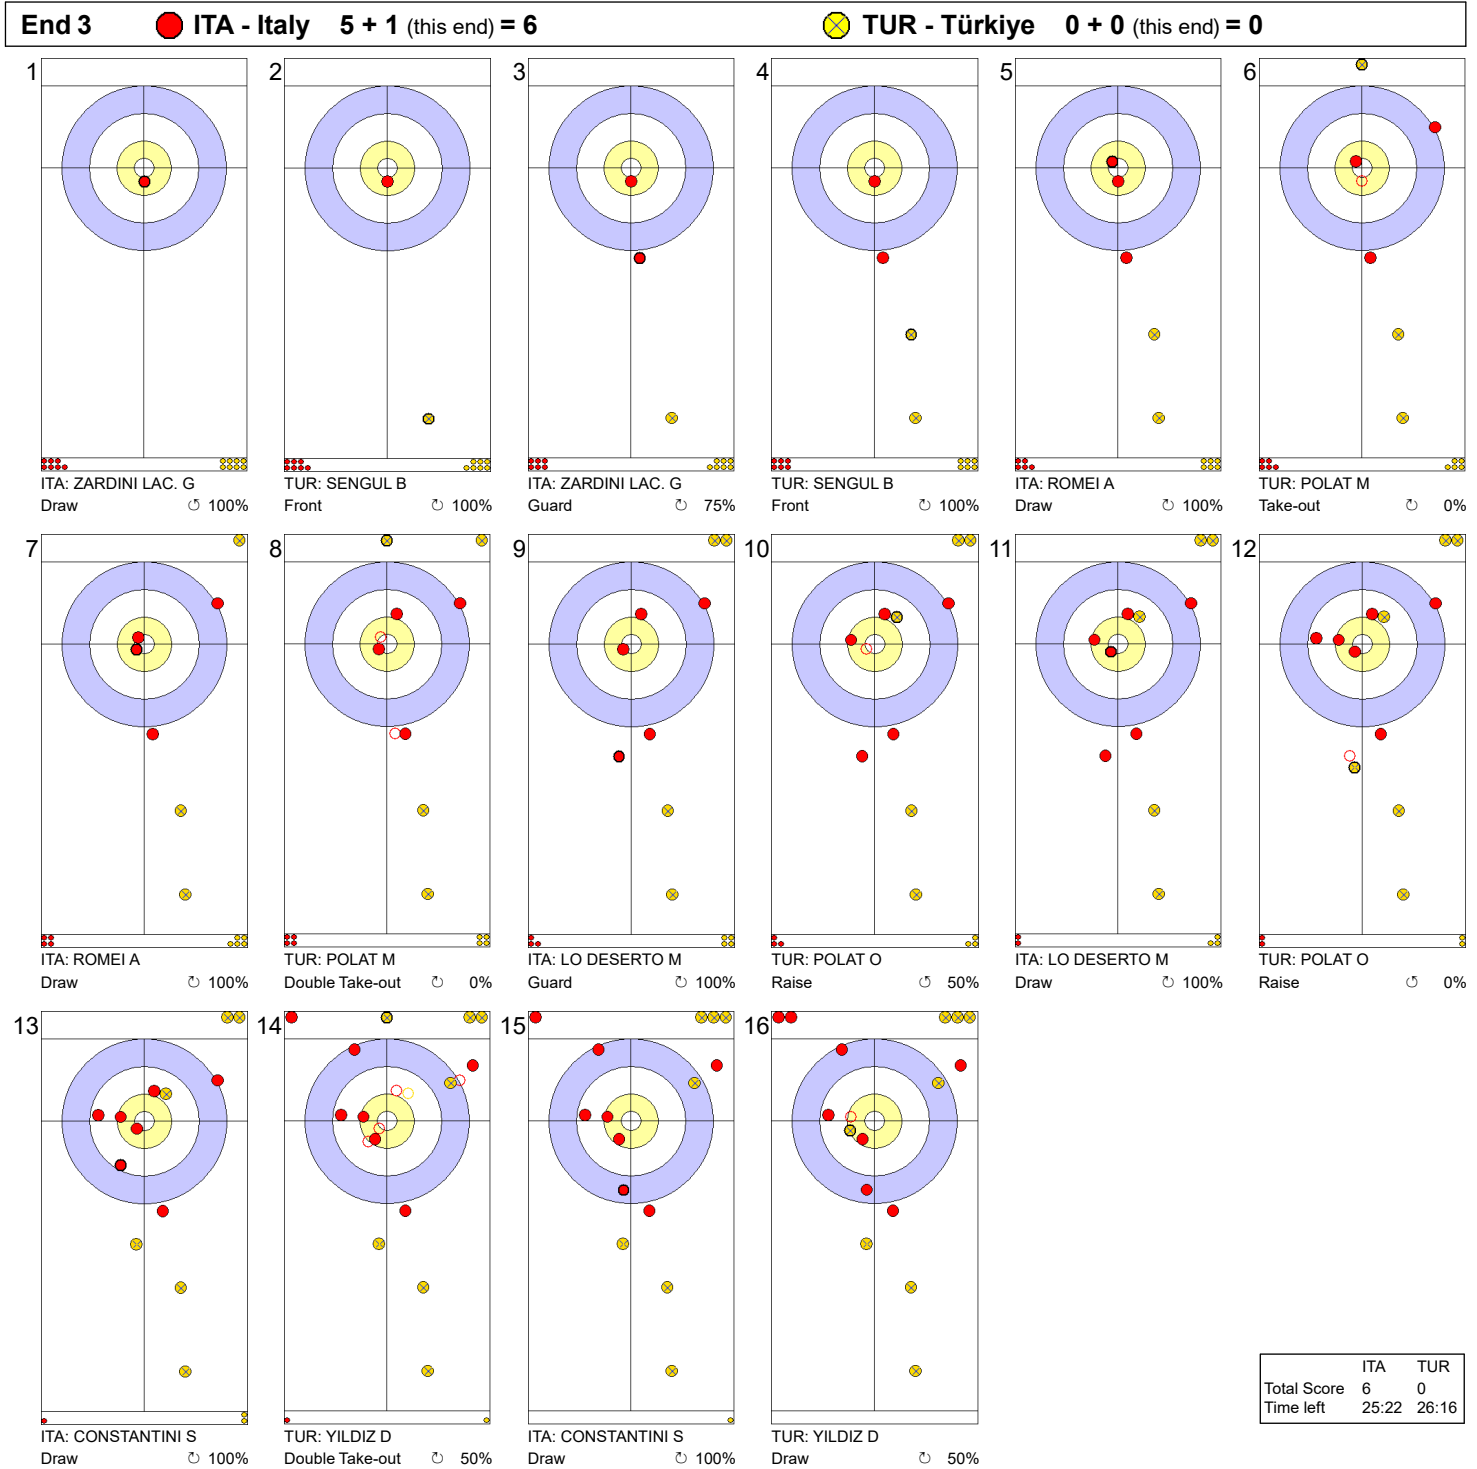 End 3 ITA - Italy 5 + 1 (this end) = 6 TUR - Türkiye 0 + 0 (this end) = 0
1 2 3 4 5 6
ITA: ZARDINI LAC. G TUR: SENGUL B ITA: ZARDINI LAC. G TUR: SENGUL B ITA: ROMEI A TUR: POLAT M
Draw ↺ 100% Front ↻ 100% Guard ↻ 75% Front ↻ 100% Draw ↺ 100% Take-out ↺ 0%
7 8 9 10 11 12
ITA: ROMEI A TUR: POLAT M ITA: LO DESERTO M TUR: POLAT O ITA: LO DESERTO M TUR: POLAT O
Draw ↻ 100% Double Take-out ↻ 0% Guard ↻ 100% Raise ↺ 50% Draw ↻ 100% Raise ↺ 0%
13 14 15 16
ITA: CONSTANTINI S TUR: YILDIZ D ITA: CONSTANTINI S TUR: YILDIZ D
Draw ↻ 100% Double Take-out ↻ 50% Draw ↻ 100% Draw ↻ 50%
ITA TUR
Total Score 6 0
Time left 25:22 26:16